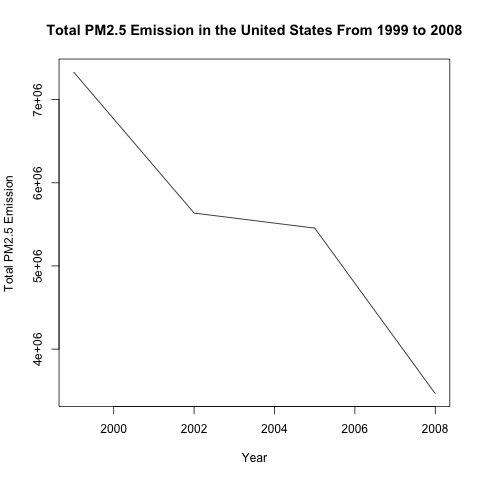 Total PM2.5 Emission in the United States From 1999 to 2008
Total PM2.5 Emission
7e+06
6e+06
5e+06
4e+06
2000 2002 2004 2006 2008
Year